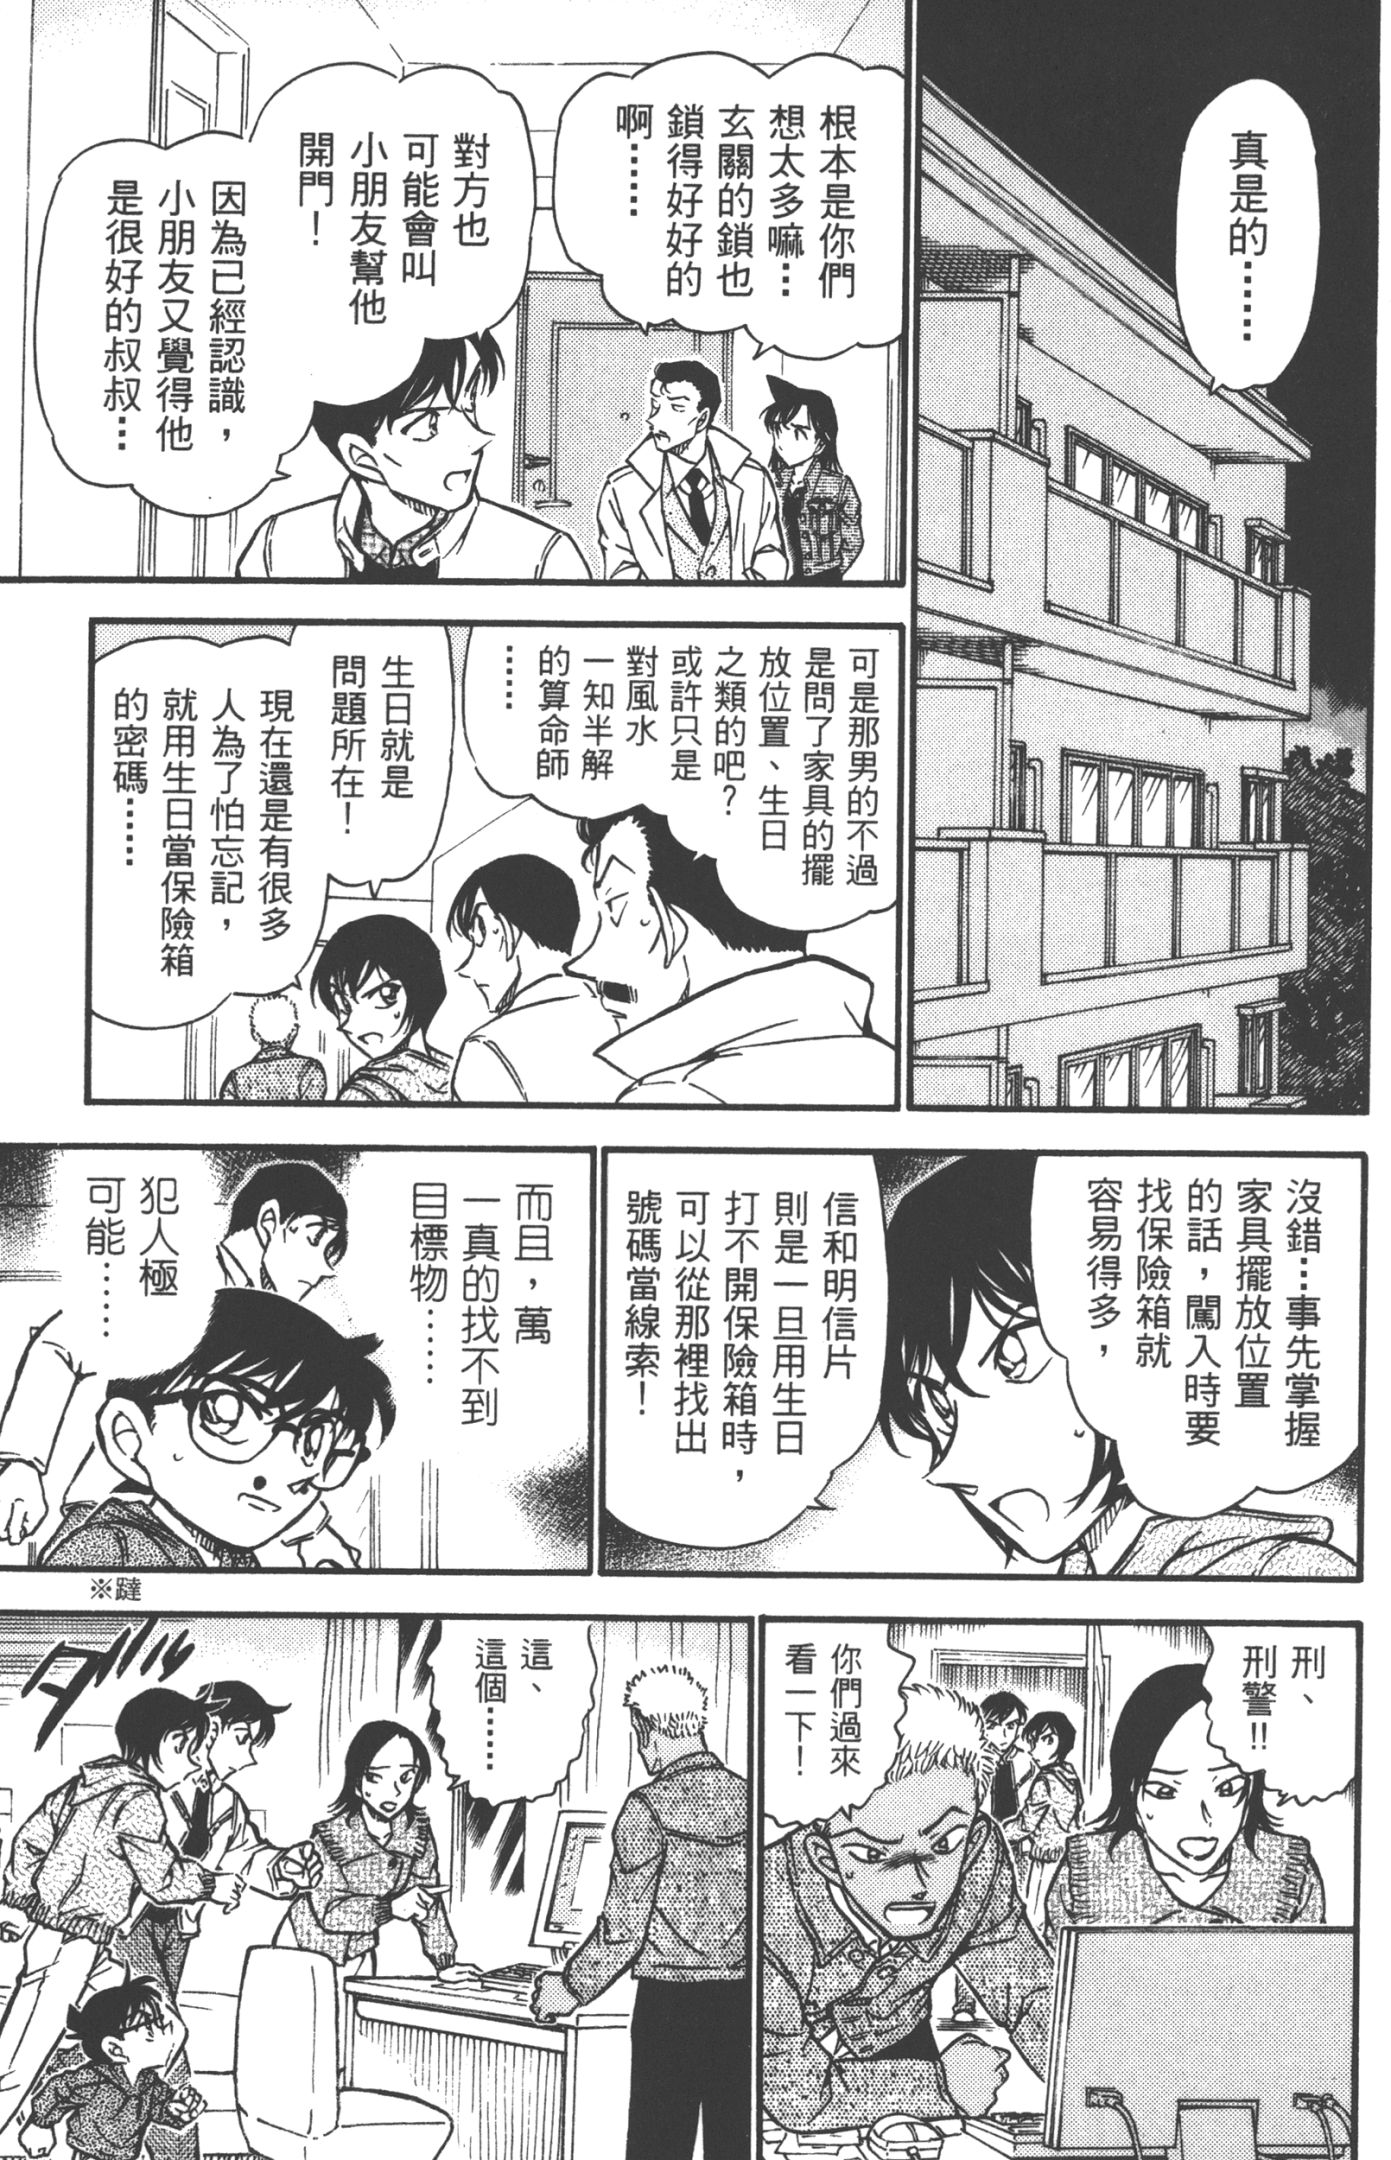 真是的……
根本是你們
想太多嘛…
玄關的鎖也
鎖得好好的
啊……
對方也
可能會叫
小朋友幫他
開門！
因為已經認識，
小朋友又覺得他
是很好的叔叔…
可是那男的不過
是問了家具的擺
放位置、生日
之類的吧？
或許只是
對風水
一知半解
的算命師
……
生日就是
問題所在！
現在還是有很多
人為了怕忘記，
就用生日當保險箱
的密碼……
沒錯…事先掌握
家具擺放位置
的話，闖入時要
找保險箱就
容易得多，
信和明信片
則是一旦用生日
打不開保險箱時，
可以從那裡找出
號碼當線索！
而且，萬
一真的找不到
目標物……
犯人極
可能……
※躂
刑、
刑警!!
你們過來
看一下！
這、
這個……
ダッ